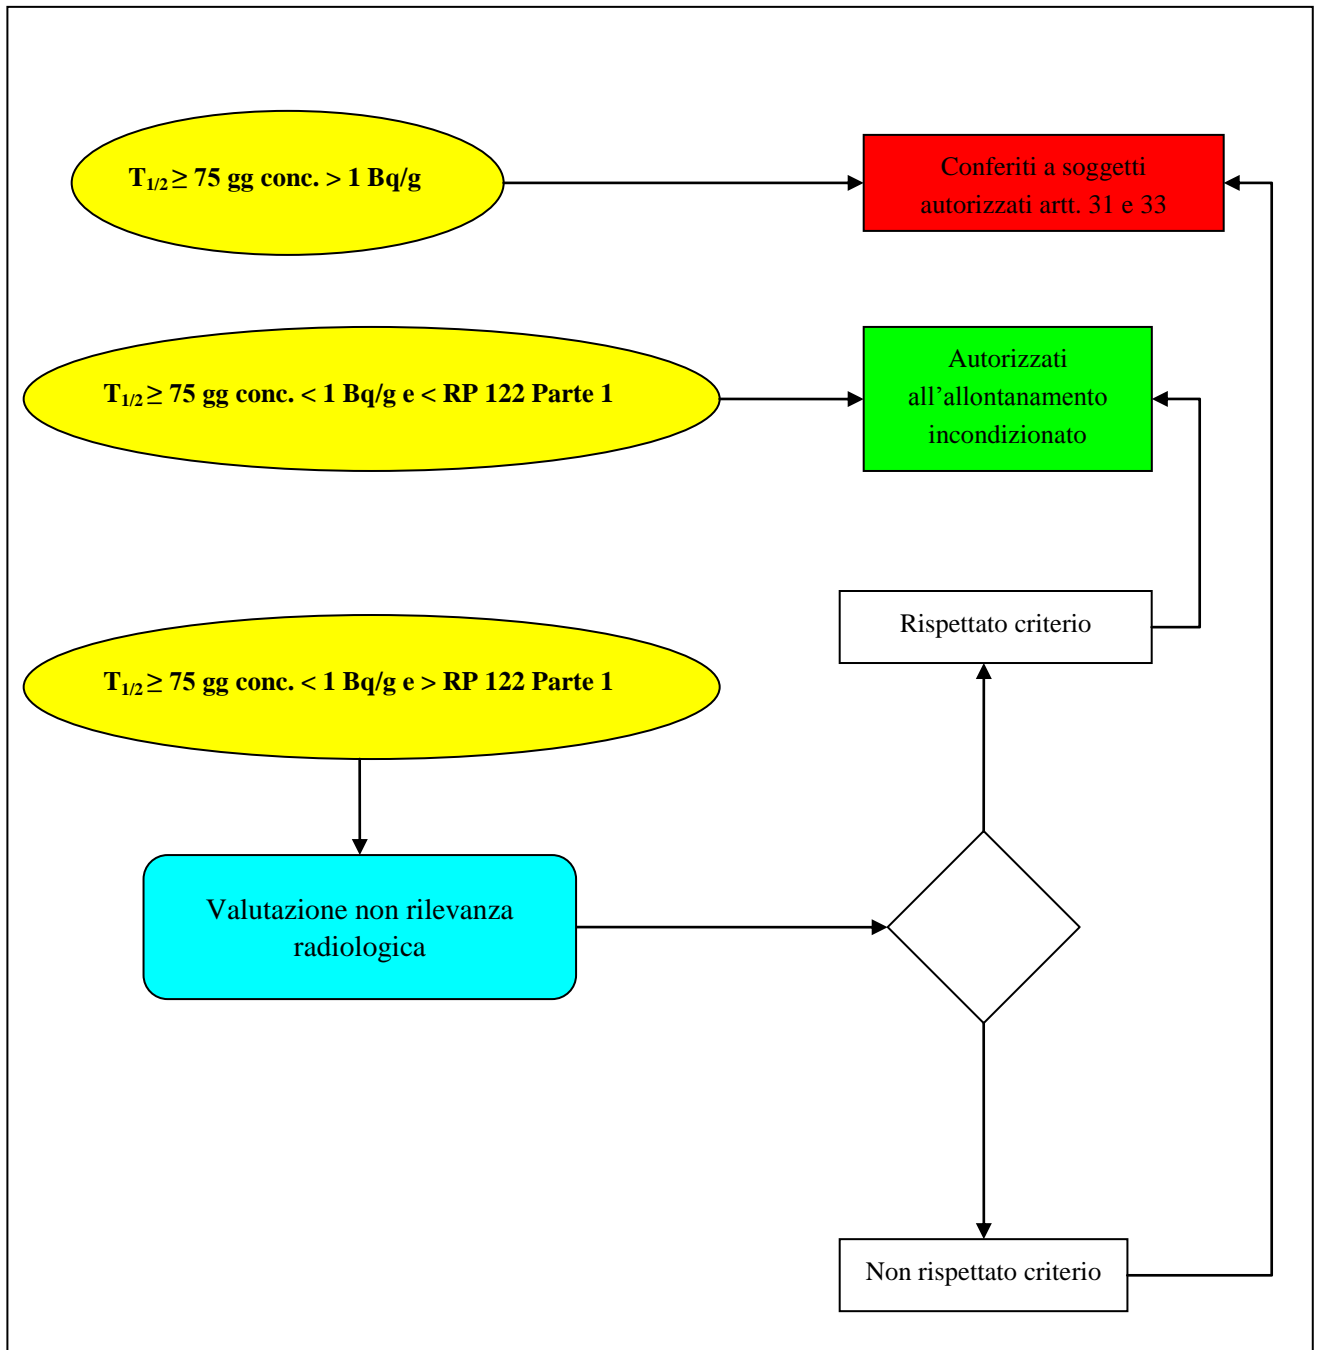 T1/2 ≥ 75 gg conc. > 1 Bq/g
Conferiti a soggetti
autorizzati artt. 31 e 33
T1/2 ≥ 75 gg conc. < 1 Bq/g e < RP 122 Parte 1
Autorizzati
all’allontanamento
incondizionato
Rispettato criterio
T1/2 ≥ 75 gg conc. < 1 Bq/g e > RP 122 Parte 1
Valutazione non rilevanza
radiologica
Non rispettato criterio